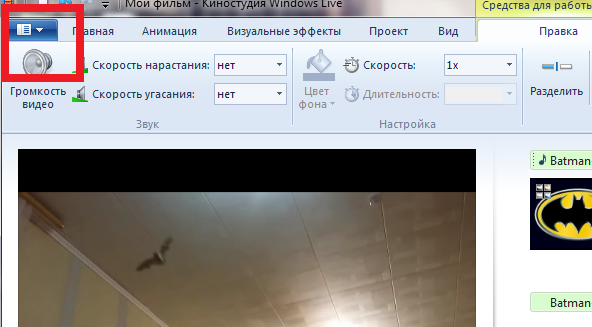 Мой фильм - Киностудия Windows Live
Средства для работы
Главная Анимация Визуальные эффекты Проект Вид Правка
Громкость видео
Скорость нарастания: нет
Скорость угасания: нет
Звук
Цвет фона
Скорость: 1x
Длительность:
Настройка
Разделить
Batman
Batman